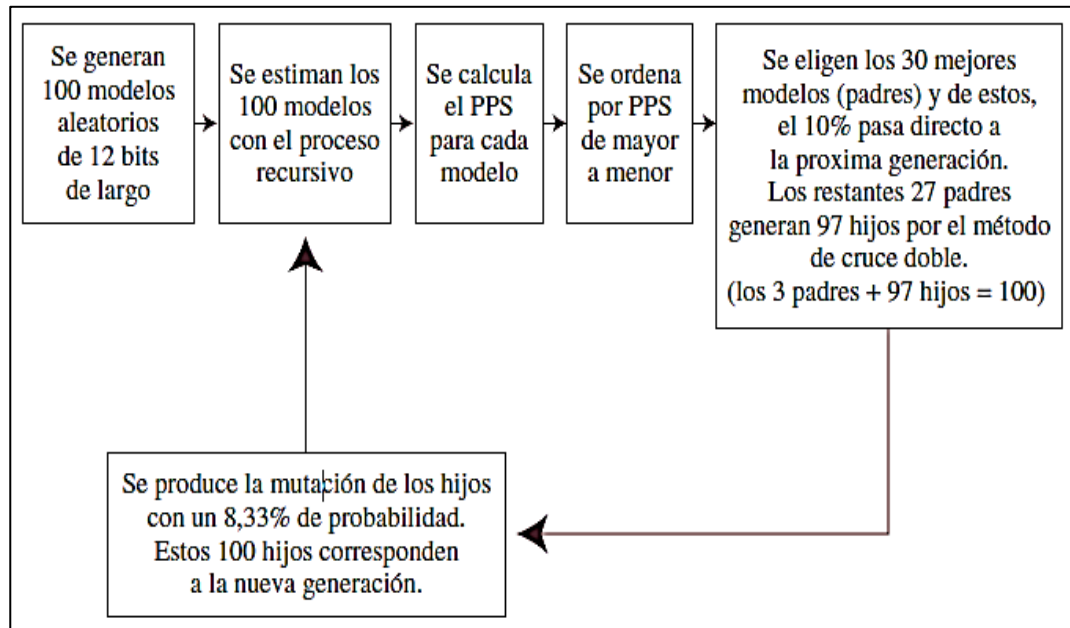 Se generan
100 modelos
aleatorios
de 12 bits
de largo
Se estiman los
100 modelos
con el proceso
recursivo
Se calcula
el PPS
para cada
modelo
Se ordena
por PPS
de mayor
a menor
Se eligen los 30 mejores
modelos (padres) y de estos,
el 10% pasa directo a
la proxima generación.
Los restantes 27 padres
generan 97 hijos por el método
de cruce doble.
(los 3 padres + 97 hijos = 100)
Se produce la mutación de los hijos
con un 8,33% de probabilidad.
Estos 100 hijos corresponden
a la nueva generación.